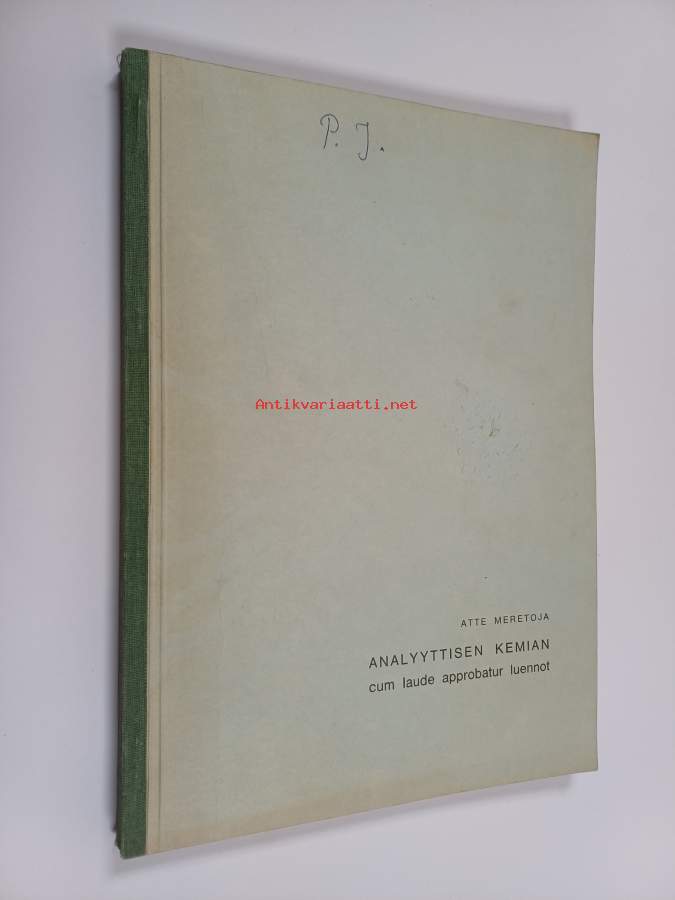 P. J.
Antikvariaatti.net
ATTE MERETOJA
ANALYYTTISEN KEMIAN
cum laude approbatur luennot